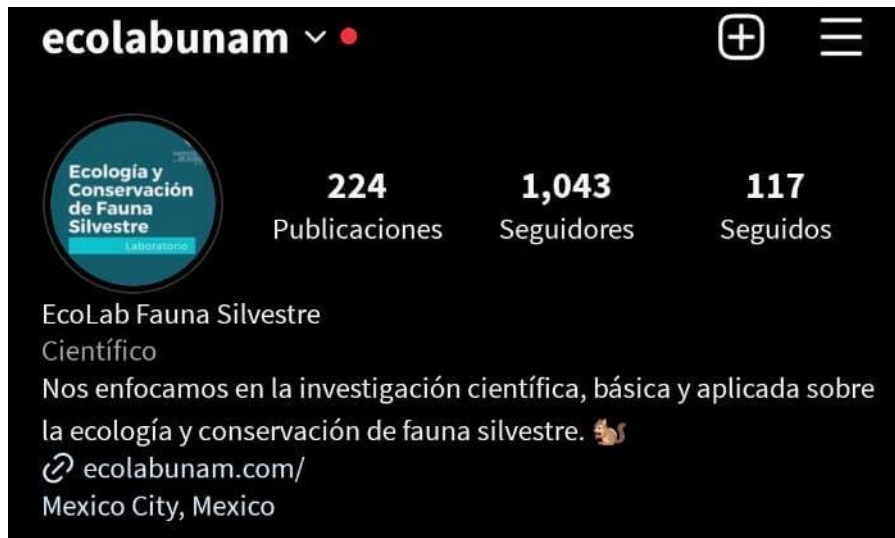 ecolabunam
Ecología y
Conservación
de Fauna
Silvestre
Laboratorio
224
1,043
117
Publicaciones
Seguidores
Seguidos
EcoLab Fauna Silvestre
Científico
Nos enfocamos en la investigación científica, básica y aplicada sobre
la ecología y conservación de fauna silvestre. 🐿️
ecolabunam.com/
Mexico City, Mexico